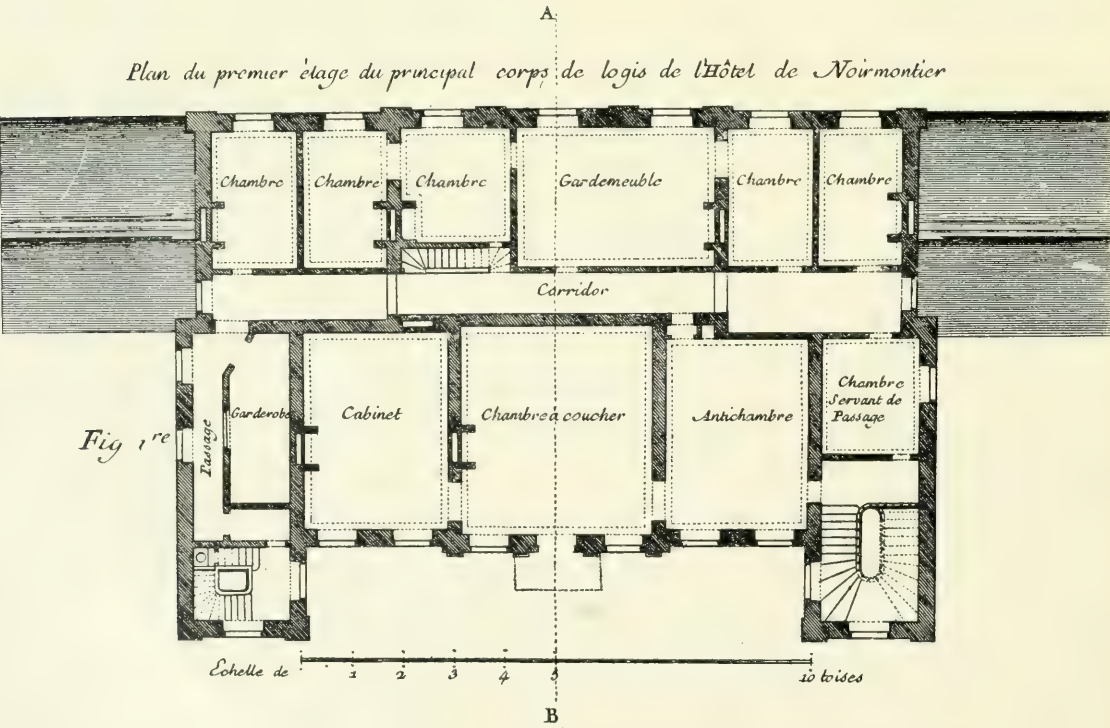 A
Plan du premier étage du principal corps de logis de l'Hôtel de Noirmontier
Chambre
Chambre
Chambre
Gardemeuble
Chambre
Chambre
Corridor
Passage
Garderobe
Cabinet
Chambre à coucher
Antichambre
Chambre
Servant de
Passage
Fig 1re
Echelle de 1 2 3 4 5 10 toises
B